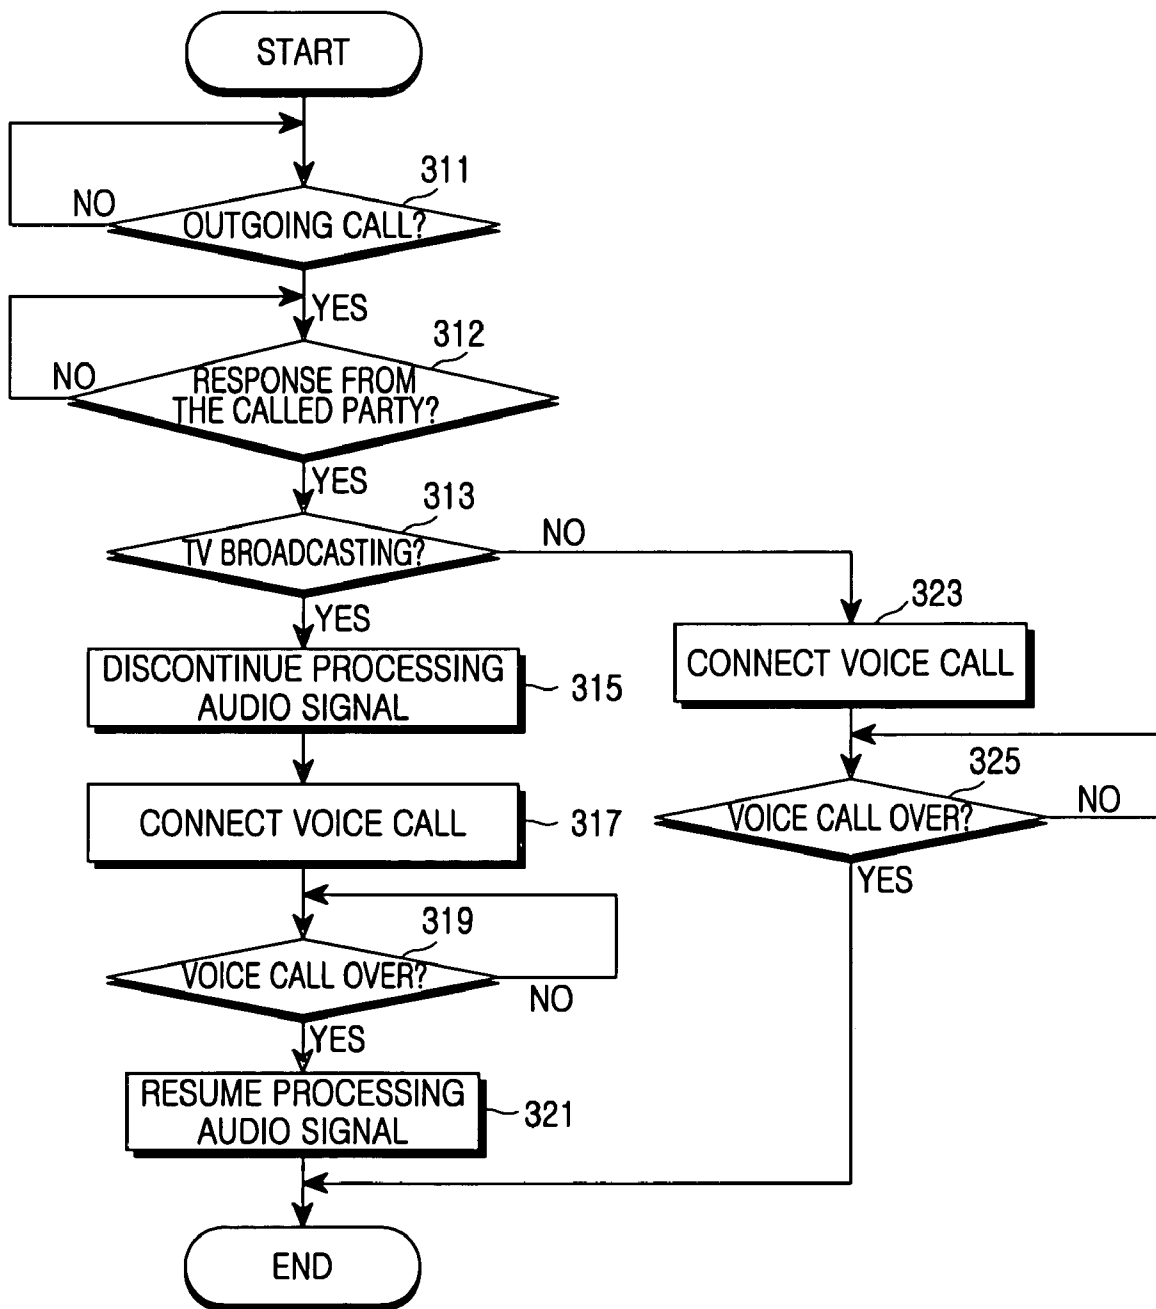 START
311
NO
OUTGOING CALL?
YES
312
NO
RESPONSE FROM
THE CALLED PARTY?
YES
313
TV BROADCASTING?
NO
YES
323
DISCONTINUE PROCESSING
AUDIO SIGNAL
315
CONNECT VOICE CALL
325
CONNECT VOICE CALL
317
VOICE CALL OVER?
NO
YES
319
VOICE CALL OVER?
NO
YES
RESUME PROCESSING
AUDIO SIGNAL
321
END